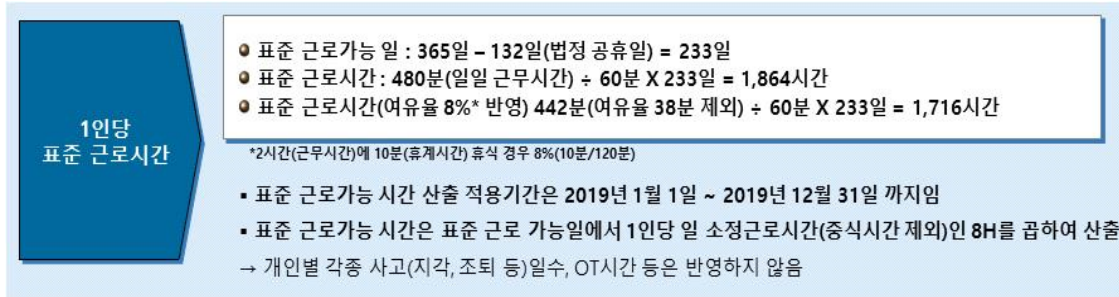 1인당
표준 근로시간
표준 근로가능 일 : 365일 – 132일(법정 공휴일) = 233일
표준 근로시간 : 480분(일일 근무시간) ÷ 60분 X 233일 = 1,864시간
표준 근로시간(여유율 8%* 반영) 442분(여유율 38분 제외) ÷ 60분 X 233일 = 1,716시간
*2시간(근무시간)에 10분(휴게시간) 휴식 경우 8%(10분/120분)
▪ 표준 근로가능 시간 산출 적용기간은 2019년 1월 1일 ~ 2019년 12월 31일 까지임
▪ 표준 근로가능 시간은 표준 근로 가능일에서 1인당 일 소정근로시간(중식시간 제외)인 8H를 곱하여 산출
→ 개인별 각종 사고(지각, 조퇴 등)일수, OT시간 등은 반영하지 않음